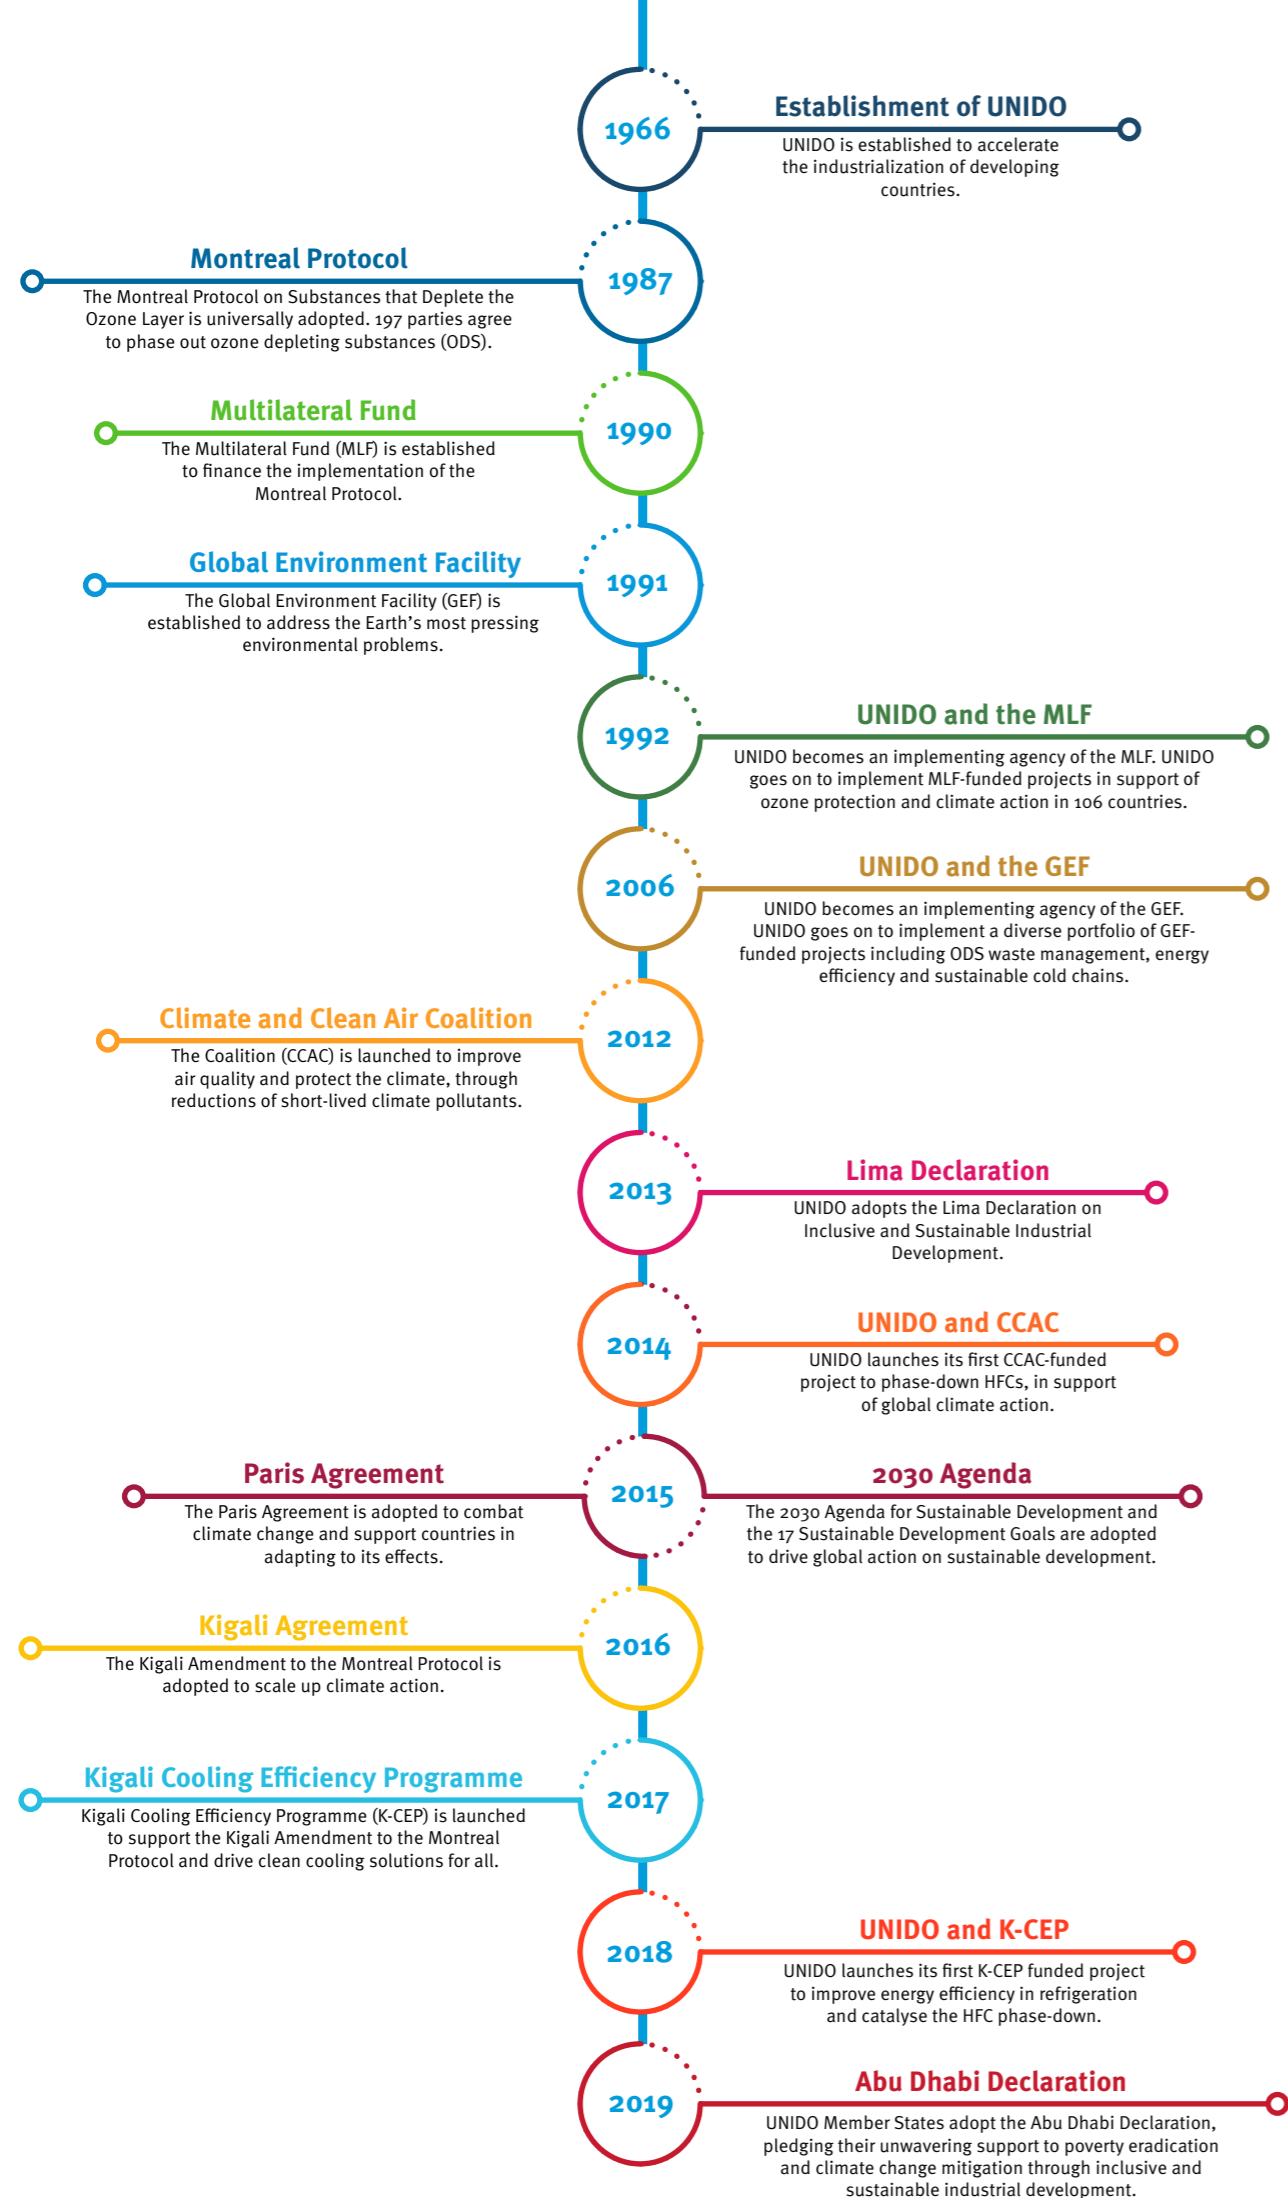 1966
Establishment of UNIDO
UNIDO is established to accelerate
the industrialization of developing
countries.
Montreal Protocol
1987
The Montreal Protocol on Substances that Deplete the
Ozone Layer is universally adopted. 197 parties agree
to phase out ozone depleting substances (ODS).
Multilateral Fund
1990
The Multilateral Fund (MLF) is established
to finance the implementation of the
Montreal Protocol.
Global Environment Facility
1991
The Global Environment Facility (GEF) is
established to address the Earth’s most pressing
environmental problems.
1992
UNIDO and the MLF
UNIDO becomes an implementing agency of the MLF. UNIDO
goes on to implement MLF-funded projects in support of
ozone protection and climate action in 106 countries.
2006
UNIDO and the GEF
UNIDO becomes an implementing agency of the GEF.
UNIDO goes on to implement a diverse portfolio of GEF-
funded projects including ODS waste management, energy
efficiency and sustainable cold chains.
Climate and Clean Air Coalition
2012
The Coalition (CCAC) is launched to improve
air quality and protect the climate, through
reductions of short-lived climate pollutants.
2013
Lima Declaration
UNIDO adopts the Lima Declaration on
Inclusive and Sustainable Industrial
Development.
2014
UNIDO and CCAC
UNIDO launches its first CCAC-funded
project to phase-down HFCs, in support
of global climate action.
Paris Agreement
The Paris Agreement is adopted to combat
climate change and support countries in
adapting to its effects.
2015
2030 Agenda
The 2030 Agenda for Sustainable Development and
the 17 Sustainable Development Goals are adopted
to drive global action on sustainable development.
Kigali Agreement
2016
The Kigali Amendment to the Montreal Protocol is
adopted to scale up climate action.
Kigali Cooling Efficiency Programme
2017
Kigali Cooling Efficiency Programme (K-CEP) is launched
to support the Kigali Amendment to the Montreal
Protocol and drive clean cooling solutions for all.
2018
UNIDO and K-CEP
UNIDO launches its first K-CEP funded project
to improve energy efficiency in refrigeration
and catalyse the HFC phase-down.
2019
Abu Dhabi Declaration
UNIDO Member States adopt the Abu Dhabi Declaration,
pledging their unwavering support to poverty eradication
and climate change mitigation through inclusive and
sustainable industrial development.